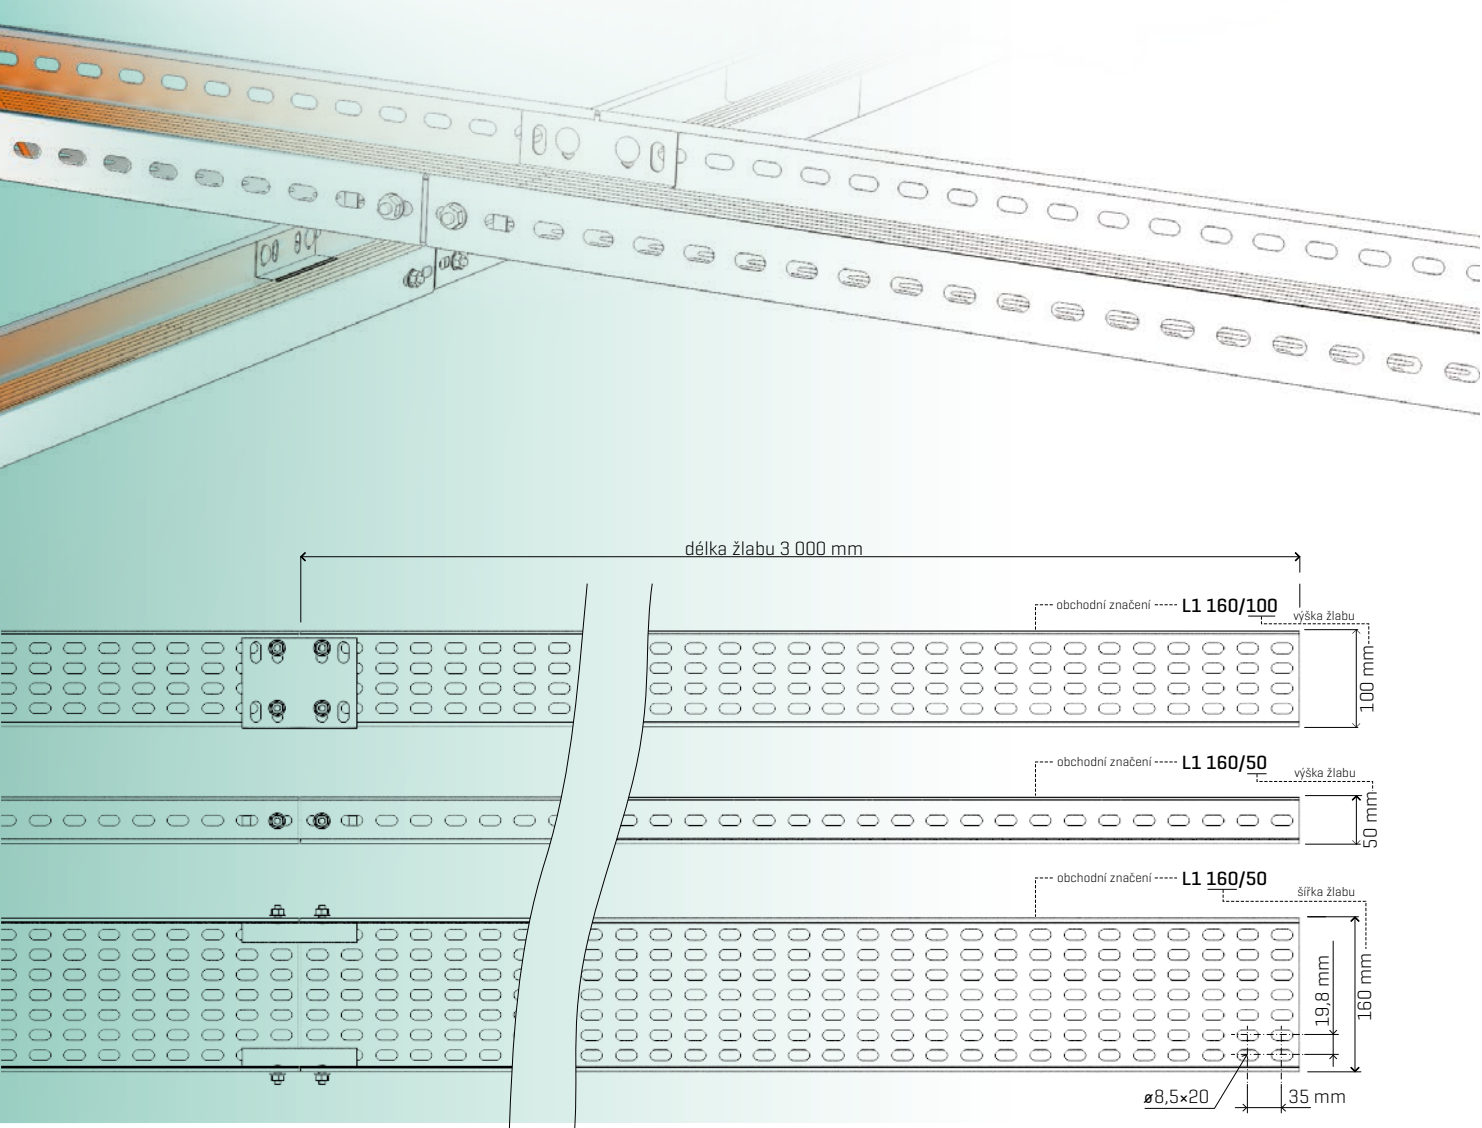 délka žlabu 3 000 mm
obchodní značení
L1 160/100
výška žlabu
100 mm
obchodní značení
L1 160/50
výška žlabu
50 mm
obchodní značení
L1 160/50
šířka žlabu
19,8 mm
160 mm
ø8,5×20
35 mm